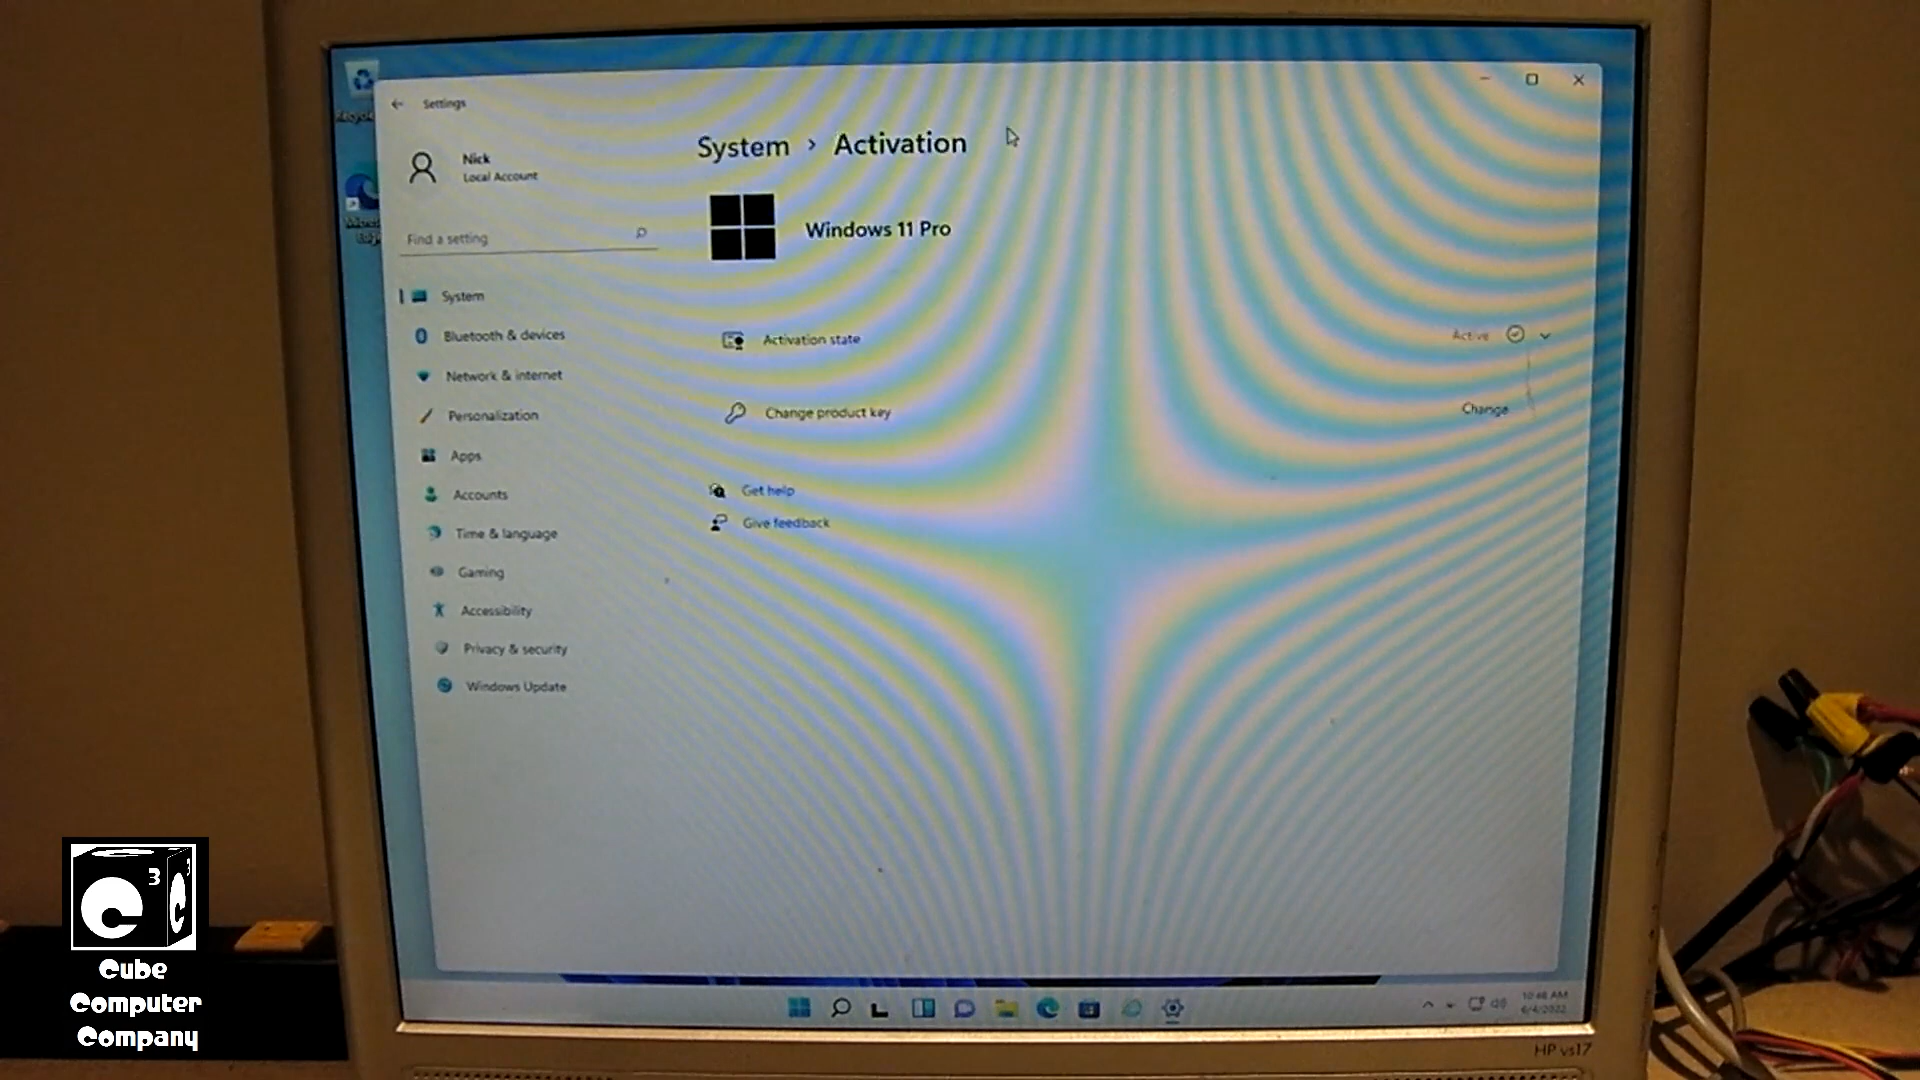 Settings
Nick
Local Account
Find a setting
System
Bluetooth & devices
Network & internet
Personalization
Apps
Accounts
Time & language
Gaming
Accessibility
Privacy & security
Windows Update
System > Activation
Windows 11 Pro
Activation state
Active
Change product key
Change
Get help
Give feedback
10:48 AM
6/4/2022
HP vs17
Cube
Computer
Company